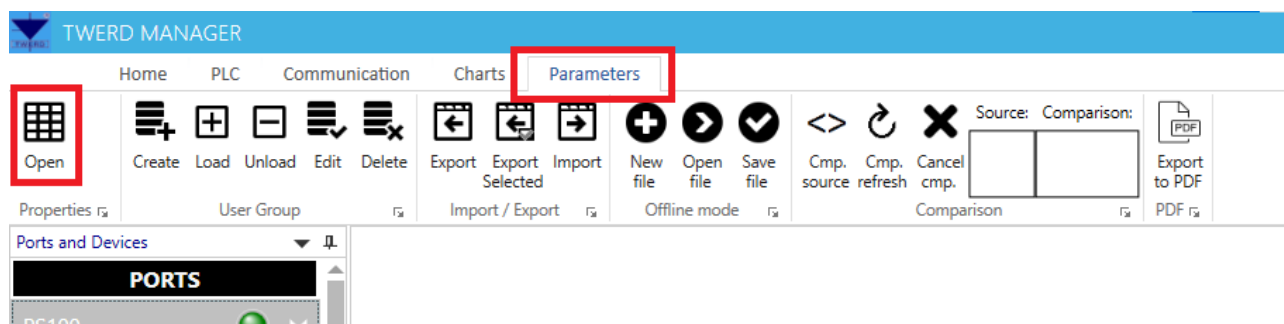 TWERD MANAGER
Home PLC Communication Charts Parameters
Source: Comparison:
PDF
Open Create Load Unload Edit Delete Export Export Selected Import New file Open file Save file Cmp. source Cmp. refresh Cancel cmp. Export to PDF
Properties User Group Import / Export Offline mode Comparison PDF
Ports and Devices
PORTS